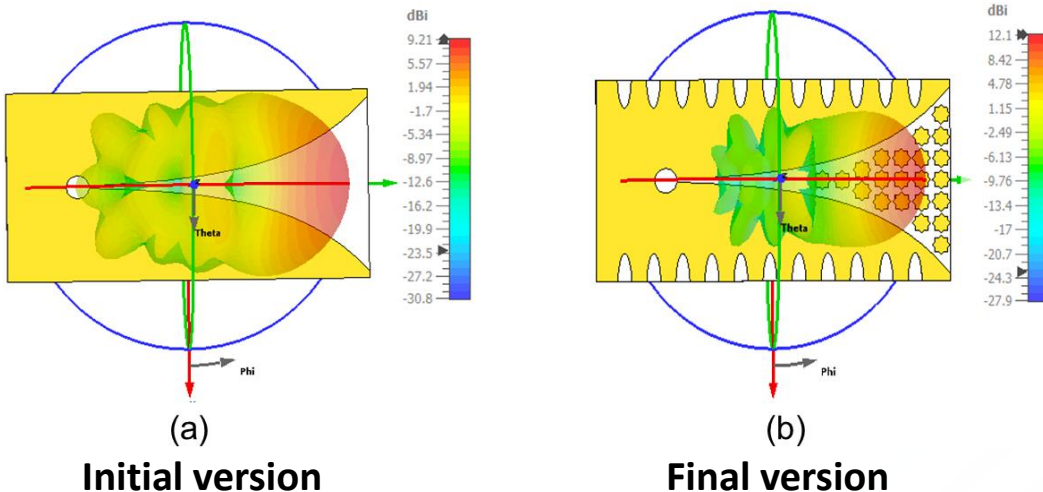 dBi
9.21
5.57
1.94
-1.7
-5.34
-8.97
-12.6
-16.2
-19.9
-23.5
-27.2
-30.8
Theta
Phi
(a)
Initial version
dBi
12.1
8.42
4.78
1.15
-2.49
-6.13
-9.76
-13.4
-17
-20.7
-24.3
-27.9
Theta
Phi
(b)
Final version